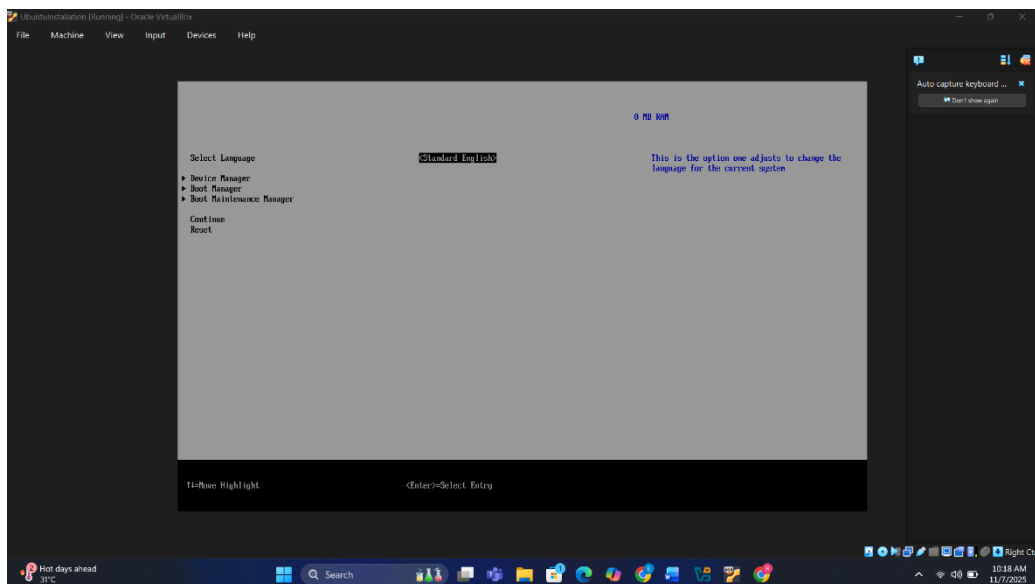 UbuntuInstallation [Running] - Oracle VirtualBox
File Machine View Input Devices Help
Auto capture keyboard ...
Don't show again
0 MB RAM
Select Language <Standard English> This is the option one adjusts to change the
language for the current system
Device Manager
Boot Manager
Boot Maintenance Manager
Continue
Reset
↑↓=Move Highlight <Enter>=Select Entry
Right Ct
2 Hot days ahead
31°C
Search
10:18 AM
11/7/2025